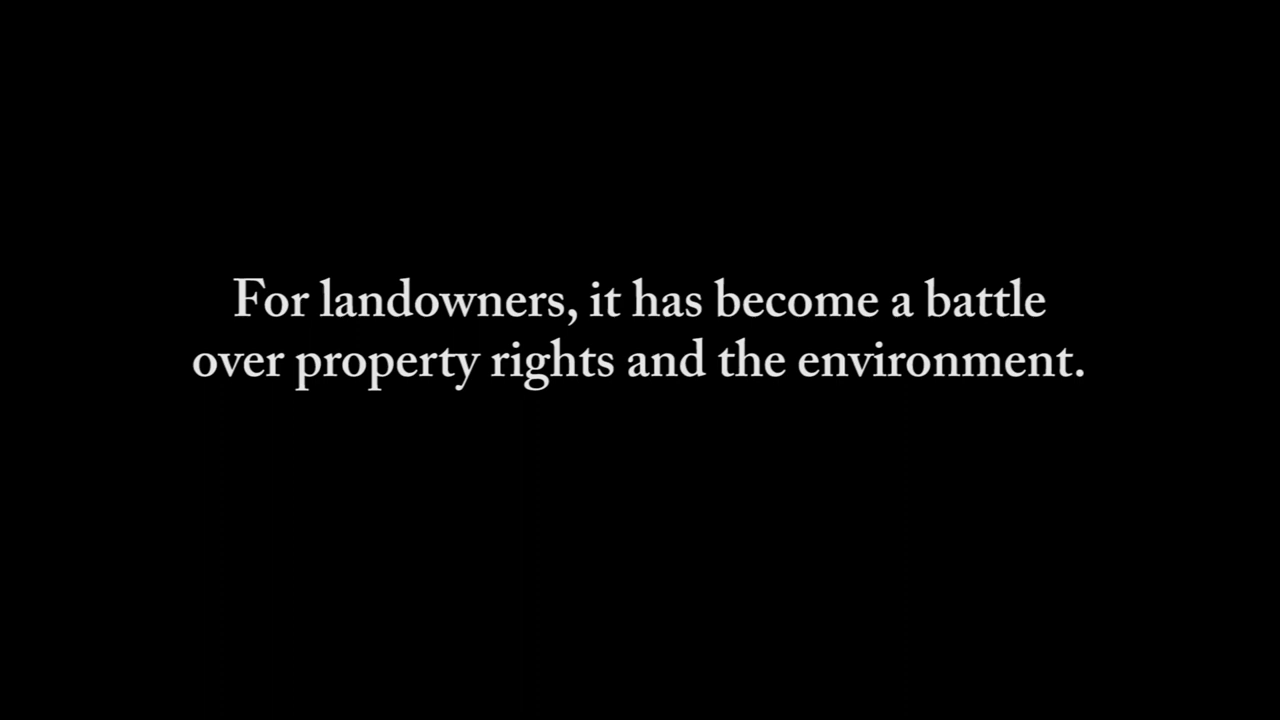 For landowners, it has become a battle
over property rights and the environment.